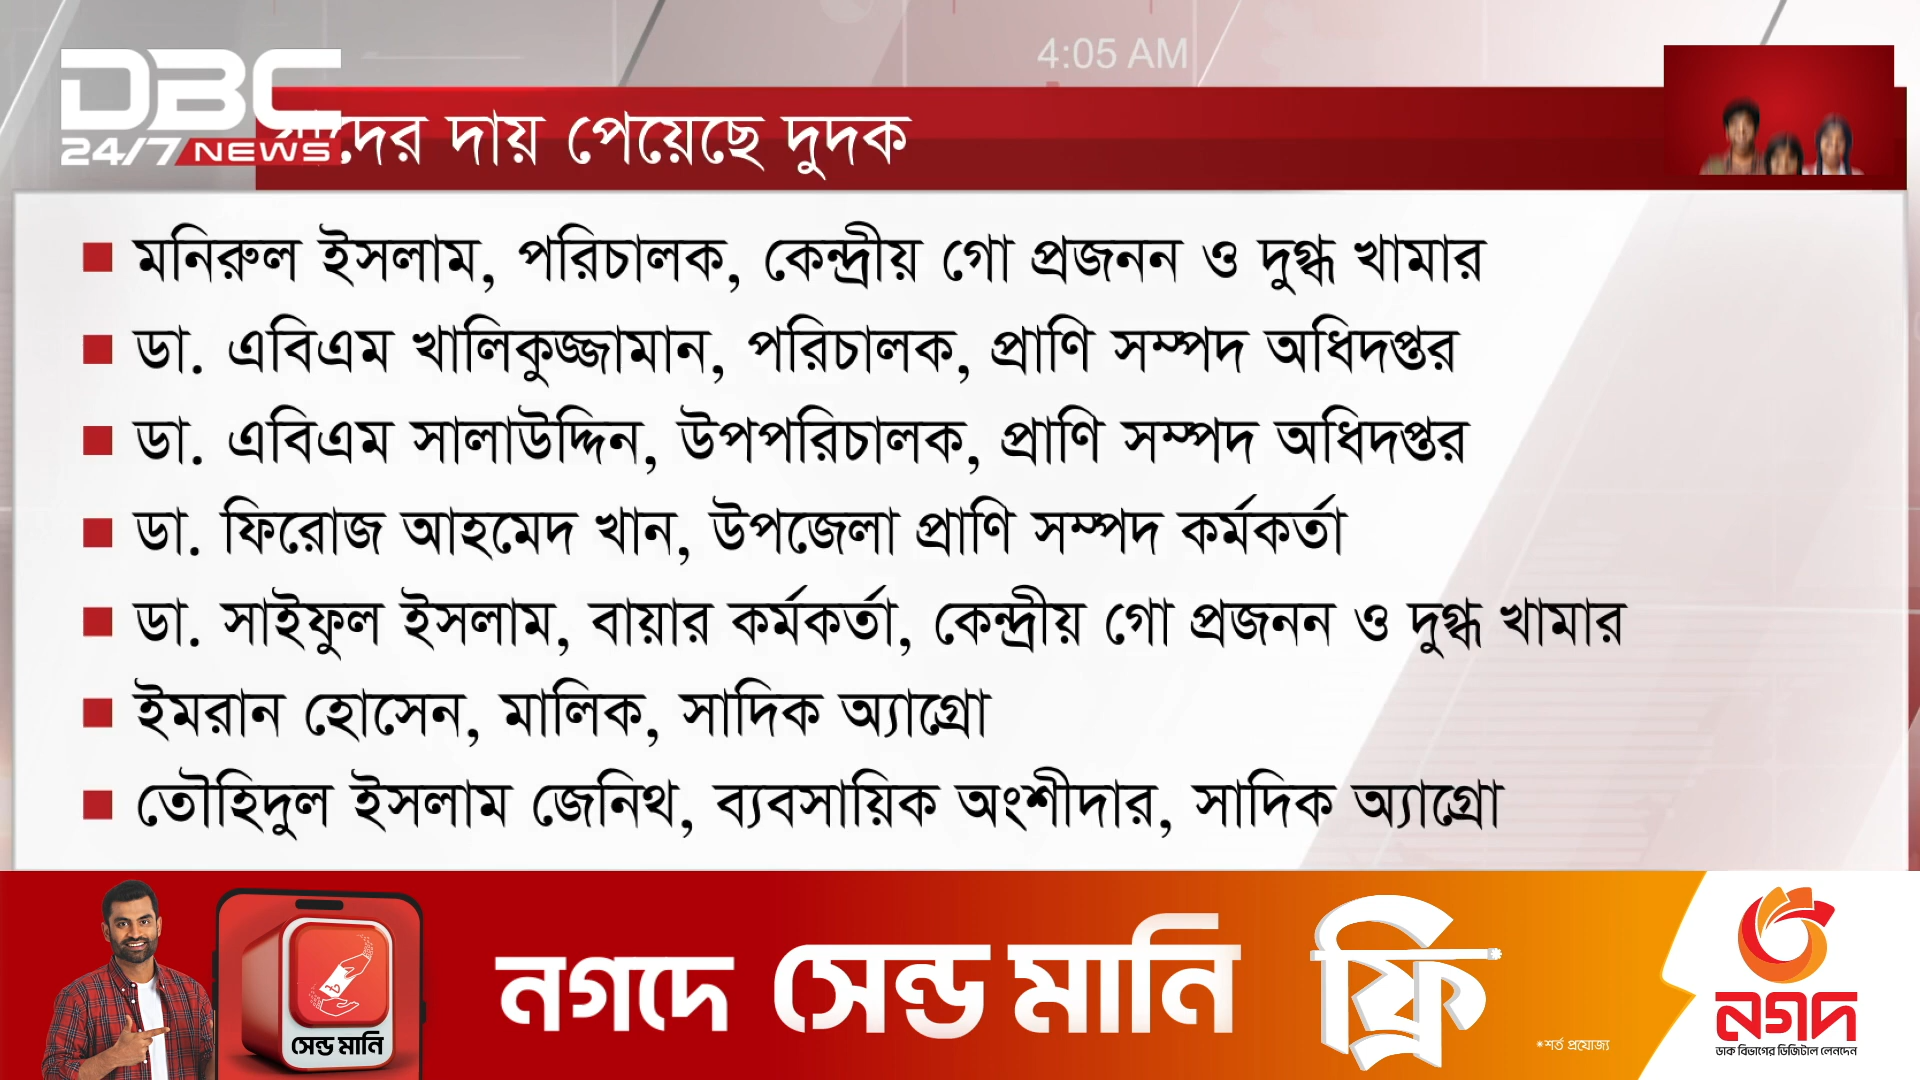 4:05 AM
DBC
24/7 NEWS
দায় পেয়েছে দুদক
মনিরুল ইসলাম, পরিচালক, কেন্দ্রীয় গো প্রজনন ও দুগ্ধ খামার
ডা. এবিএম খালিকুজ্জামান, পরিচালক, প্রাণি সম্পদ অধিদপ্তর
ডা. এবিএম সালাউদ্দিন, উপপরিচালক, প্রাণি সম্পদ অধিদপ্তর
ডা. ফিরোজ আহমেদ খান, উপজেলা প্রাণি সম্পদ কর্মকর্তা
ডা. সাইফুল ইসলাম, বায়ার কর্মকর্তা, কেন্দ্রীয় গো প্রজনন ও দুগ্ধ খামার
ইমরান হোসেন, মালিক, সাদিক অ্যাগ্রো
তৌহিদুল ইসলাম জেনিথ, ব্যবসায়িক অংশীদার, সাদিক অ্যাগ্রো
সেন্ড মানি
নগদে সেন্ড মানি ফ্রি
*শর্ত প্রযোজ্য
নগদ
ডাক বিভাগের ডিজিটাল লেনদেন